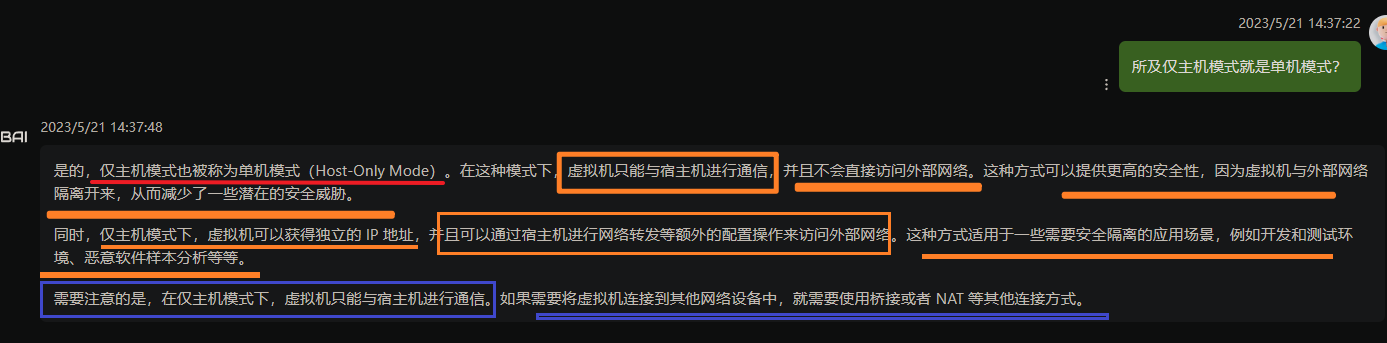 2023/5/21 14:37:22
所及仅主机模式就是单机模式?
BAI
2023/5/21 14:37:48
是的，仅主机模式也被称为单机模式（Host-Only Mode）。在这种模式下，虚拟机只能与宿主机进行通信，并且不会直接访问外部网络。这种方式可以提供更高的安全性，因为虚拟机与外部网络
隔离开来，从而减少了一些潜在的安全威胁。
同时，仅主机模式下，虚拟机可以获得独立的 IP 地址，并且可以通过宿主机进行网络转发等额外的配置操作来访问外部网络。这种方式适用于一些需要安全隔离的应用场景，例如开发和测试环
境、恶意软件样本分析等等。
需要注意的是，在仅主机模式下，虚拟机只能与宿主机进行通信。如果需要将虚拟机连接到其他网络设备中，就需要使用桥接或者 NAT 等其他连接方式。